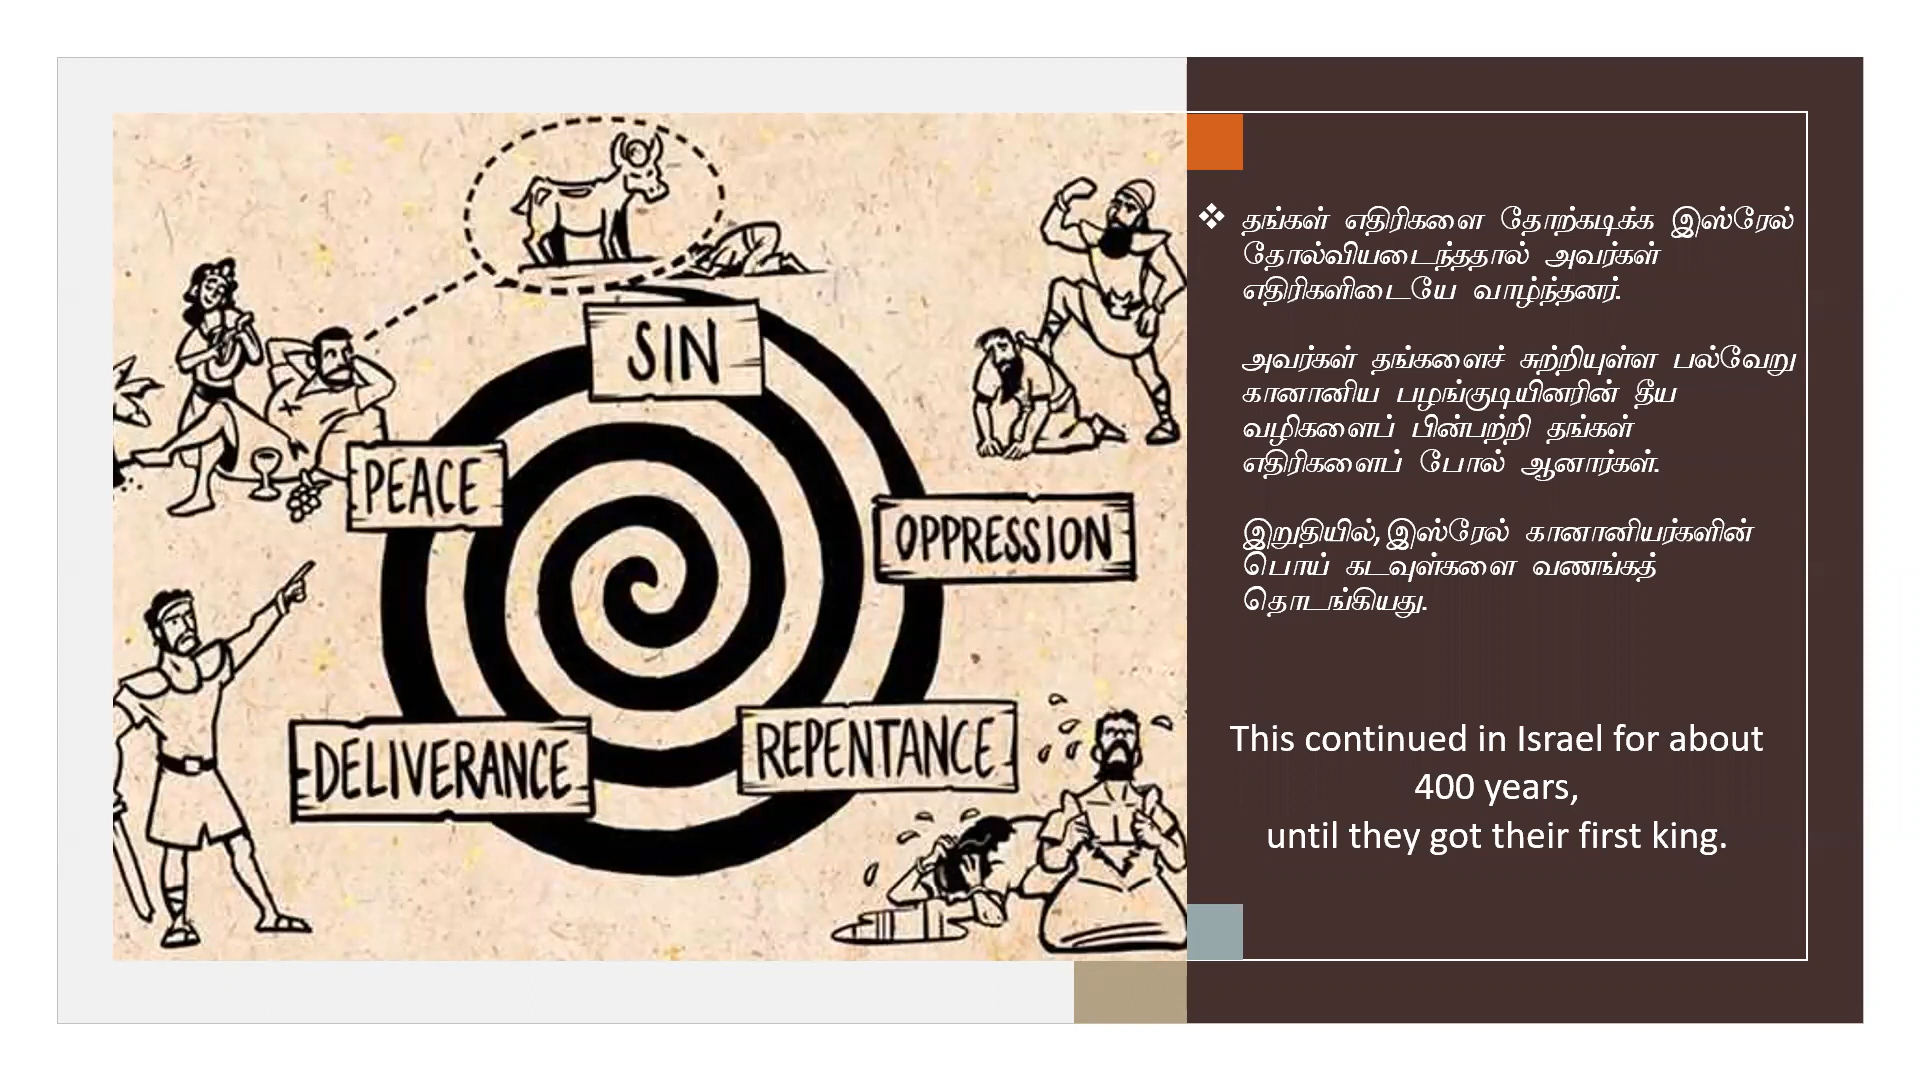 SIN
PEACE
OPPRESSION
DELIVERANCE
REPENTANCE
❖ தங்கள் எதிரிகளை தோற்கடிக்க இஸ்ரேல்
தோல்வியடைந்ததால் அவர்கள்
எதிரிகளிடையே வாழ்ந்தனர்.
அவர்கள் தங்களைச் சுற்றியுள்ள பல்வேறு
கானானிய பழங்குடியினரின் தீய
வழிகளைப் பின்பற்றி தங்கள்
எதிரிகளைப் போல் ஆனார்கள்.
இறுதியில், இஸ்ரேல் கானானியர்களின்
பொய் கடவுள்களை வணங்கத்
தொடங்கியது.
This continued in Israel for about
400 years,
until they got their first king.